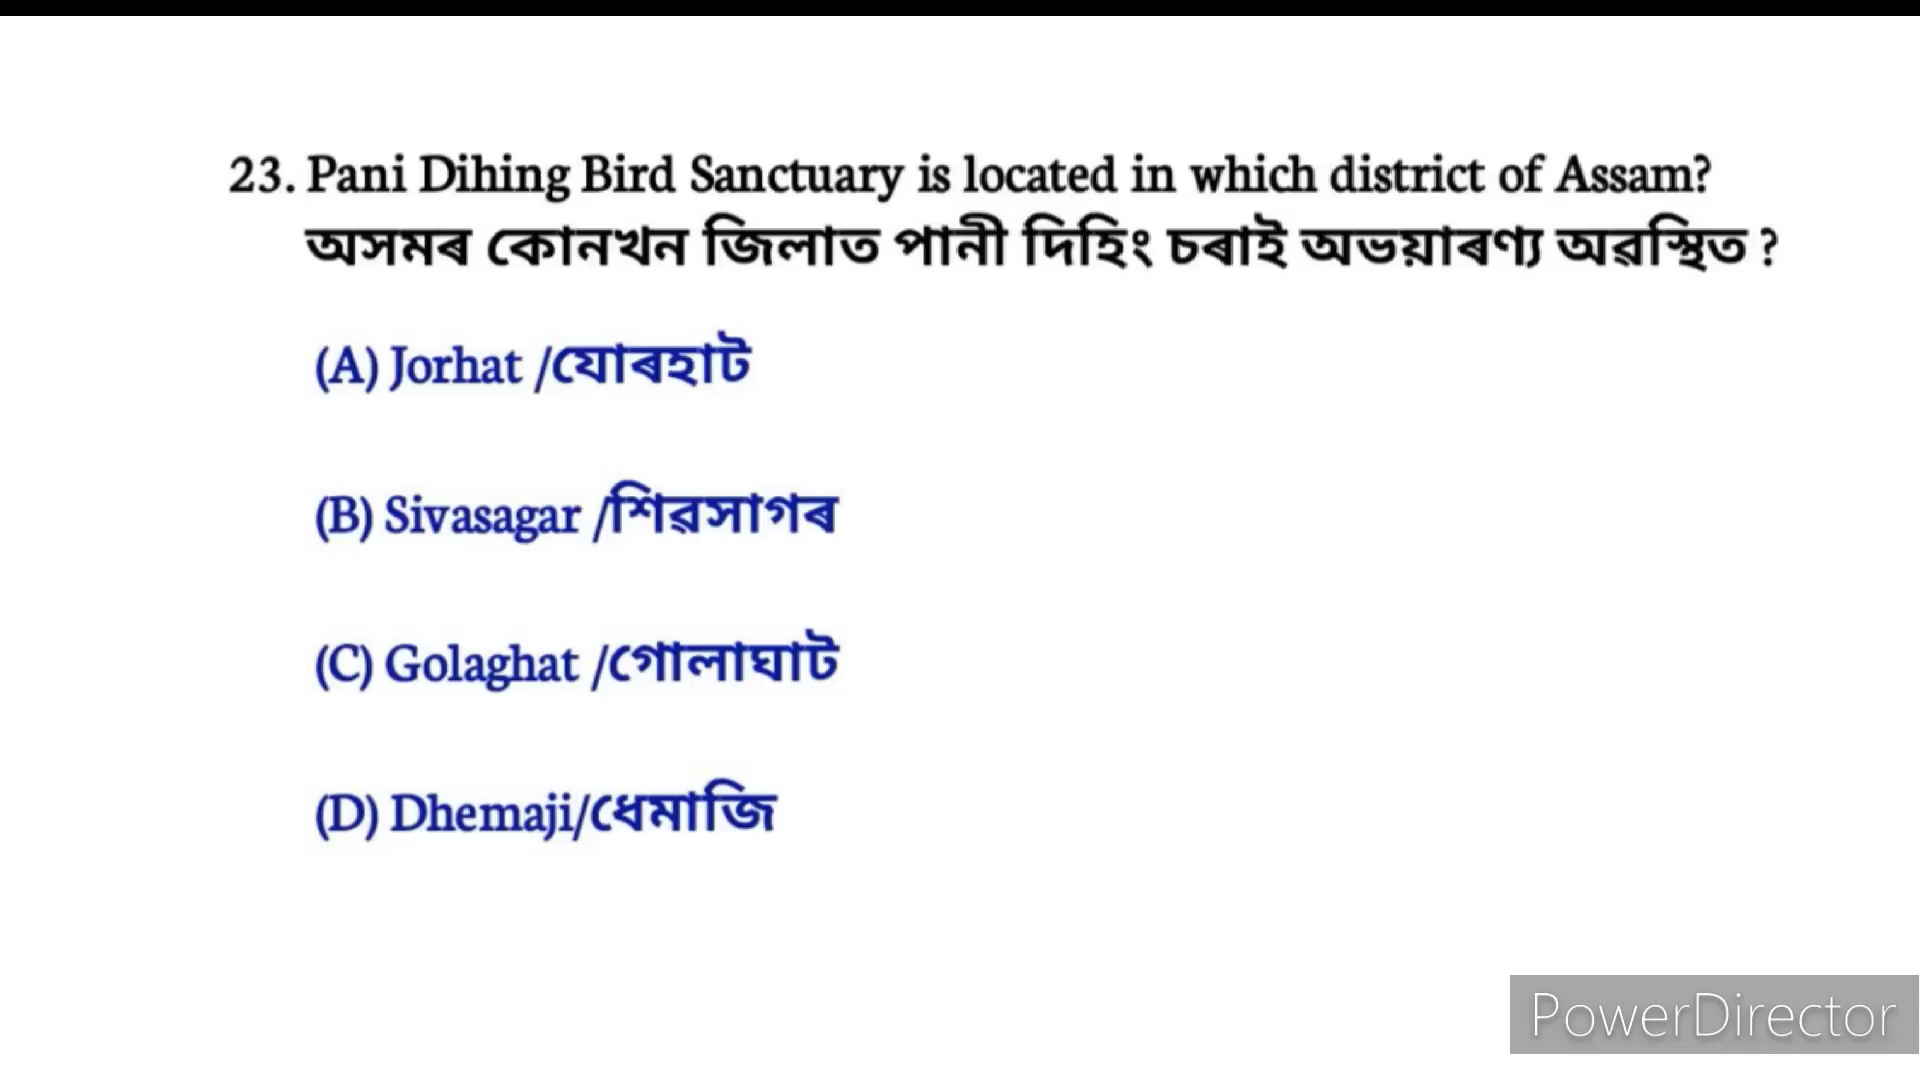 23. Pani Dihing Bird Sanctuary is located in which district of Assam?
অসমৰ কোনখন জিলাত পানী দিহিং চৰাই অভয়াৰণ্য অৱস্থিত ?
(A) Jorhat /যোৰহাট
(B) Sivasagar /শিৱসাগৰ
(C) Golaghat /গোলাঘাট
(D) Dhemaji/ধেমাজি
PowerDirector